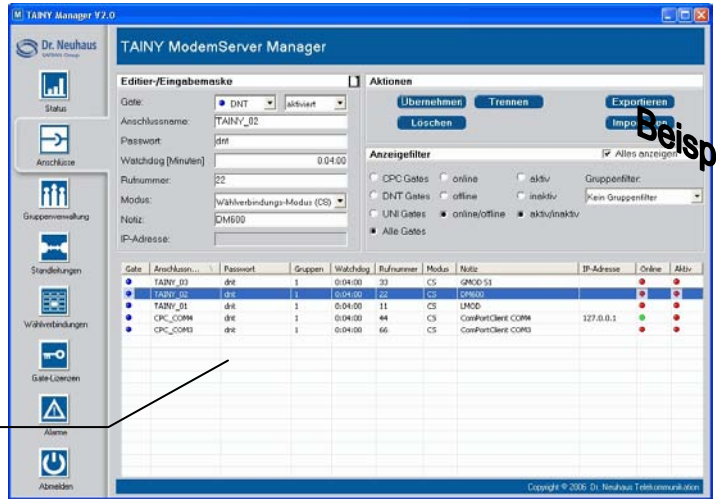 TAINY Manager V2.0
Dr. Neuhaus
TAINY ModemServer Manager
Status
Anschlüsse
Gruppenverwaltung
Standleitungen
Wählverbindungen
Gate-Lizenzen
Alarme
Abmelden
Editier-/Eingabemaske
Gate: DNT aktiviert
Anschlussname: TAINY_02
Passwort: dnt
Watchdog [Minuten] 0:04:00
Rufnummer: 22
Modus: Wählverbindungs-Modus (CS)
Notiz: DM600
IP-Adresse:
Aktionen
Übernehmen Trennen Exportieren
Löschen
Beisp
Anzeigefilter Alles anzeigen
CPC Gates online aktiv Gruppenfilter:
DNT Gates offline inaktiv Kein Gruppenfilter
UNI Gates online/offline aktiv/inaktiv
Alle Gates
Gate Anschlussn... Passwort Gruppen Watchdog Rufnummer Modus Notiz IP-Adresse Online Aktiv
TAINY_03 dnt 1 0:04:00 33 CS GMOD S1
TAINY_02 dnt 1 0:04:00 22 CS DM600
TAINY_01 dnt 1 0:04:00 11 CS LMOD
CPC_COM4 dnt 1 0:04:00 44 CS ComPortClient COM4 127.0.0.1
CPC_COM3 dnt 1 0:04:00 66 CS ComPortClient COM3
Copyright © 2006 Dr. Neuhaus Telekommunikation